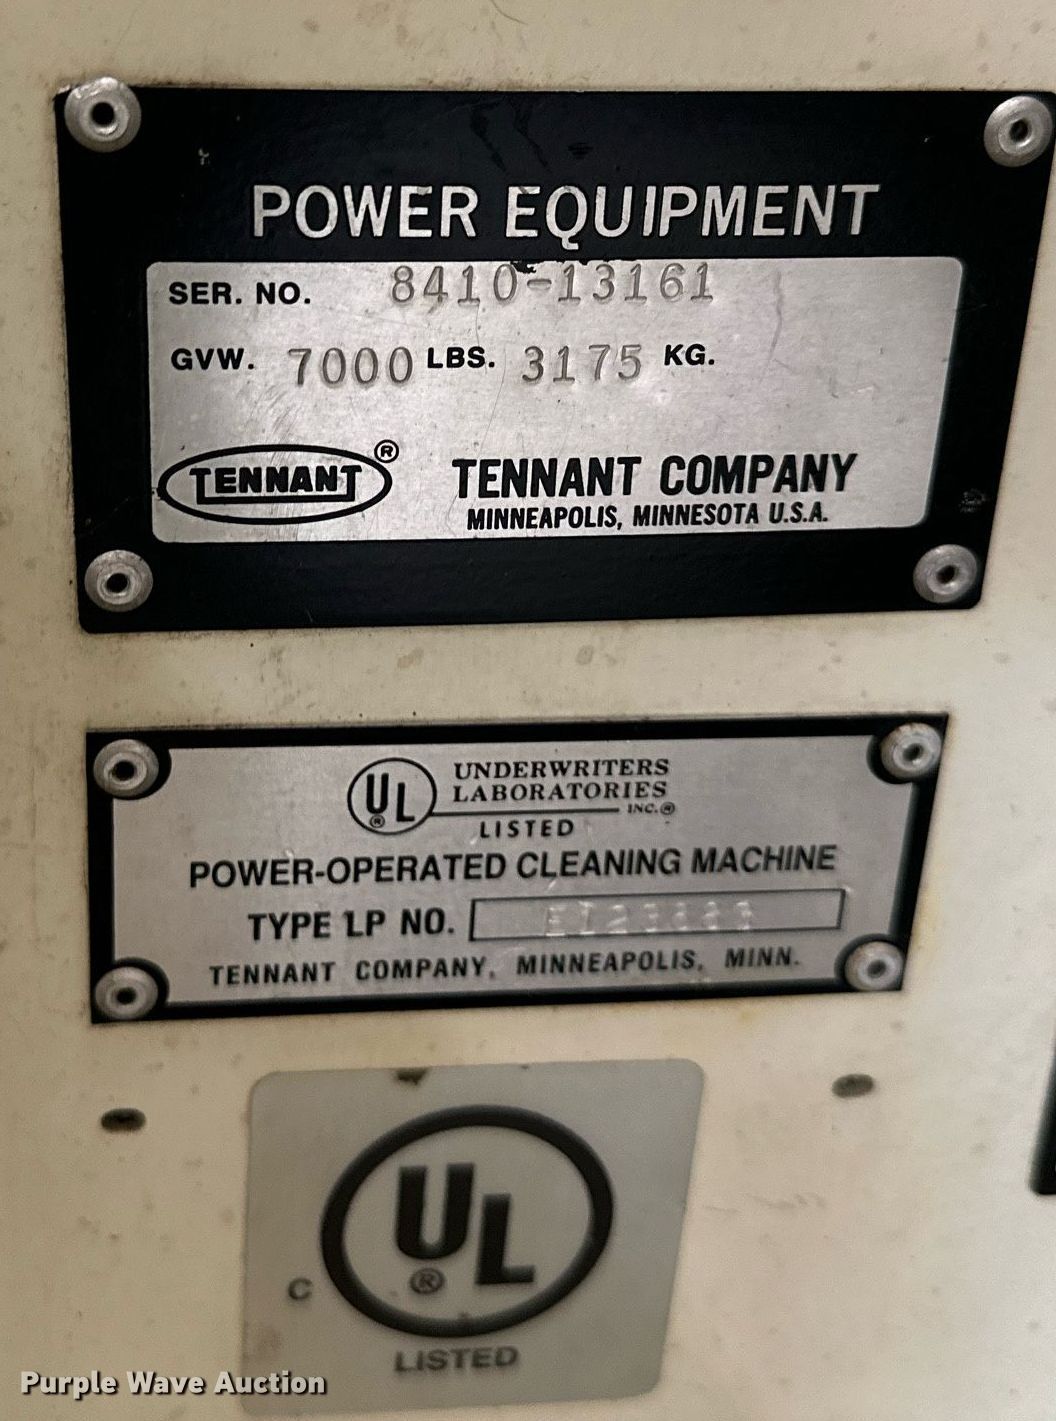 POWER EQUIPMENT
SER. NO. 8410-13161
GVW. 7000 LBS. 3175 KG.
TENNANT ®
TENNANT COMPANY
MINNEAPOLIS, MINNESOTA U.S.A.
UL ®
UNDERWRITERS
LABORATORIES
INC.®
LISTED
POWER-OPERATED CLEANING MACHINE
TYPE LP NO.
TENNANT COMPANY, MINNEAPOLIS, MINN.
C UL ®
LISTED
Purple Wave Auction